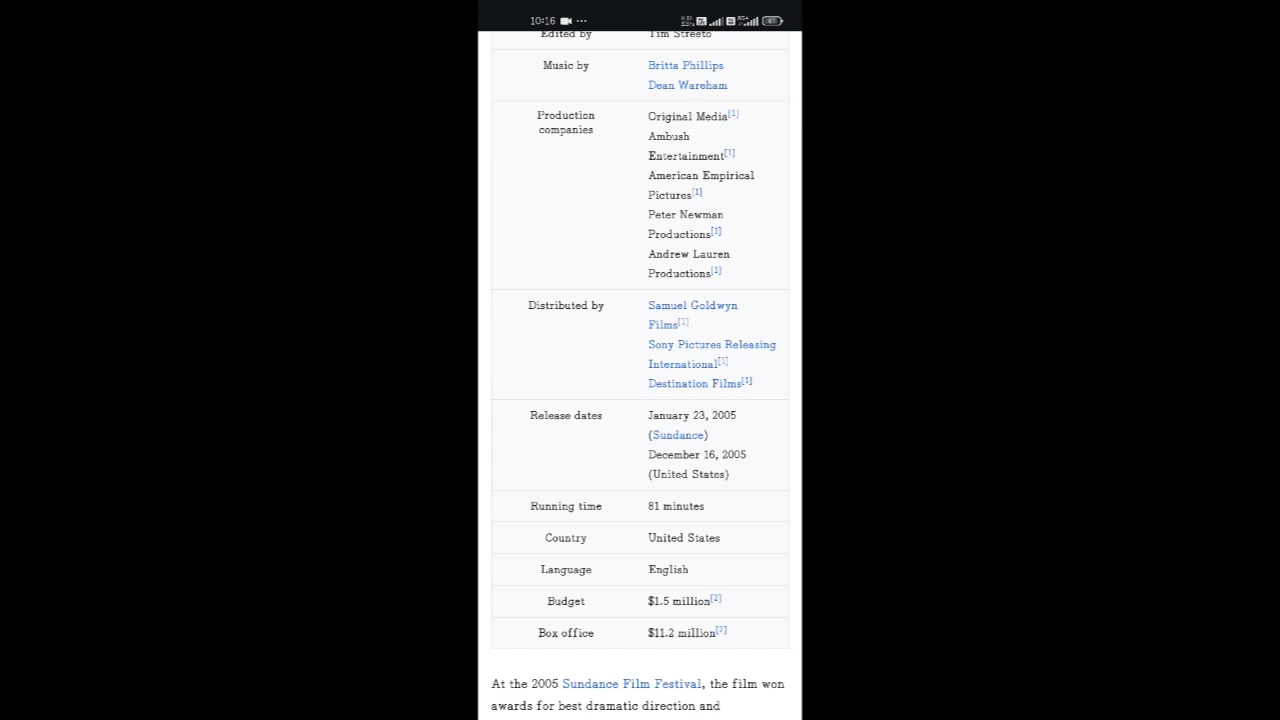 10:16
Edited by Tim Streeto
Music by Britta Phillips
Dean Wareham
Production companies Original Media[1]
Ambush
Entertainment[1]
American Empirical
Pictures[1]
Peter Newman
Productions[1]
Andrew Lauren
Productions[1]
Distributed by Samuel Goldwyn
Films[1]
Sony Pictures Releasing
International[1]
Destination Films[1]
Release dates January 23, 2005
(Sundance)
December 16, 2005
(United States)
Running time 81 minutes
Country United States
Language English
Budget $1.5 million[2]
Box office $11.2 million[2]
At the 2005 Sundance Film Festival, the film won
awards for best dramatic direction and